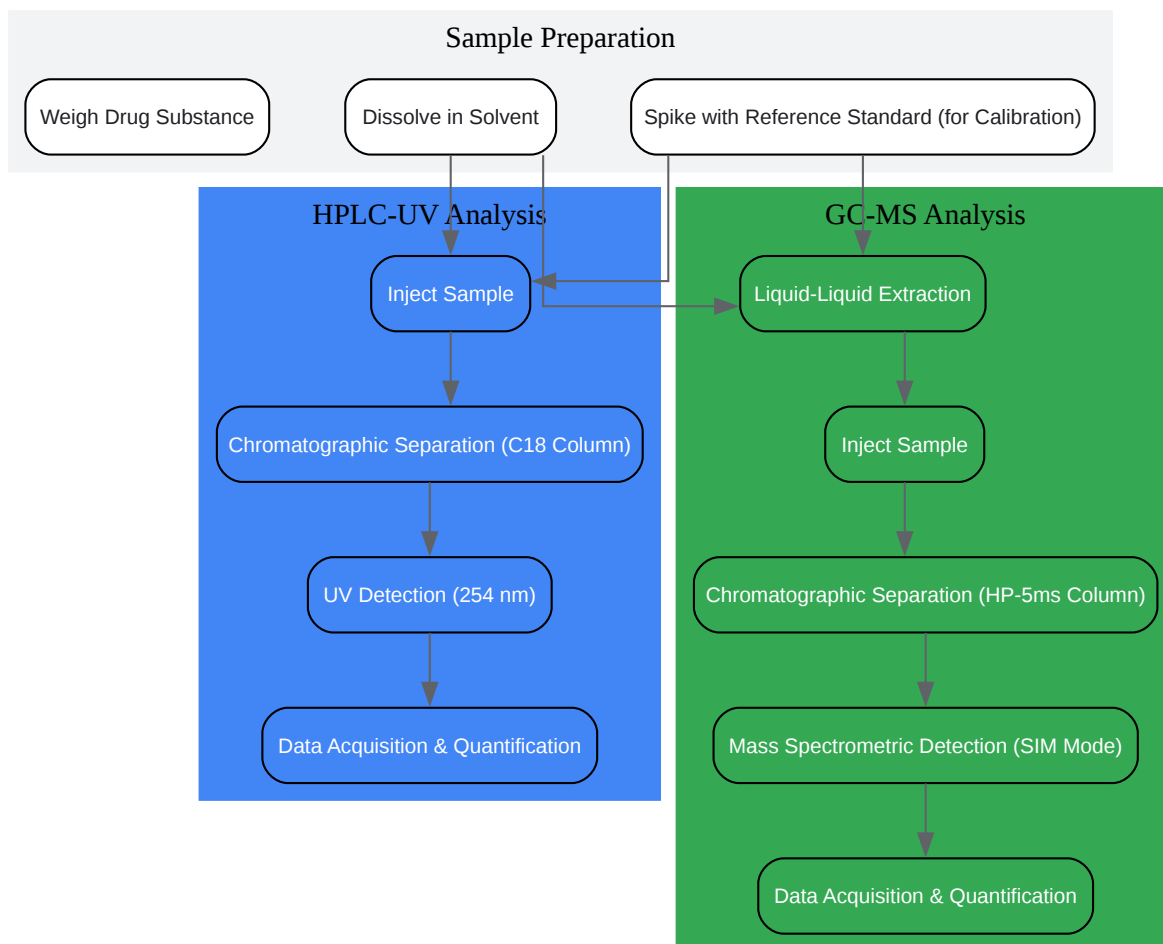 Sample Preparation
Weigh Drug Substance
Dissolve in Solvent
Spike with Reference Standard (for Calibration)
HPLC-UV Analysis
Inject Sample
Chromatographic Separation (C18 Column)
UV Detection (254 nm)
Data Acquisition & Quantification
GC-MS Analysis
Liquid-Liquid Extraction
Inject Sample
Chromatographic Separation (HP-5ms Column)
Mass Spectrometric Detection (SIM Mode)
Data Acquisition & Quantification